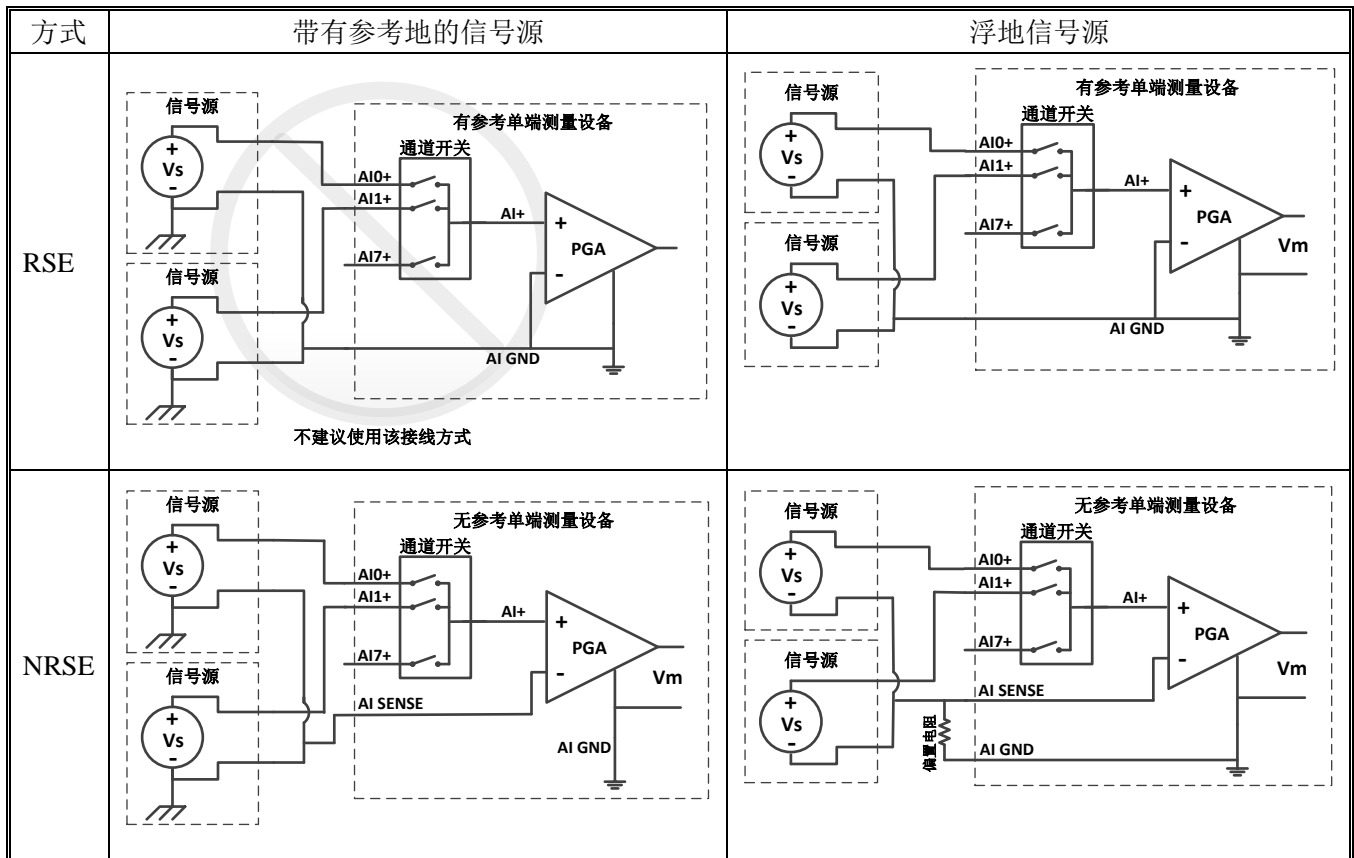 方式
带有参考地的信号源
浮地信号源
RSE
信号源
+
Vs
-
信号源
+
Vs
-
有参考单端测量设备
通道开关
AI0+
AI1+
AI7+
AI+
+
PGA
-
AI GND
不建议使用该接线方式
信号源
+
Vs
-
信号源
+
Vs
-
有参考单端测量设备
通道开关
AI0+
AI1+
AI7+
AI+
+
PGA
-
Vm
AI GND
NRSE
信号源
+
Vs
-
信号源
+
Vs
-
无参考单端测量设备
通道开关
AI0+
AI1+
AI7+
AI+
+
PGA
-
Vm
AI SENSE
AI GND
信号源
+
Vs
-
信号源
+
Vs
-
无参考单端测量设备
通道开关
AI0+
AI1+
AI7+
AI+
+
PGA
-
Vm
AI SENSE
偏置电阻
AI GND